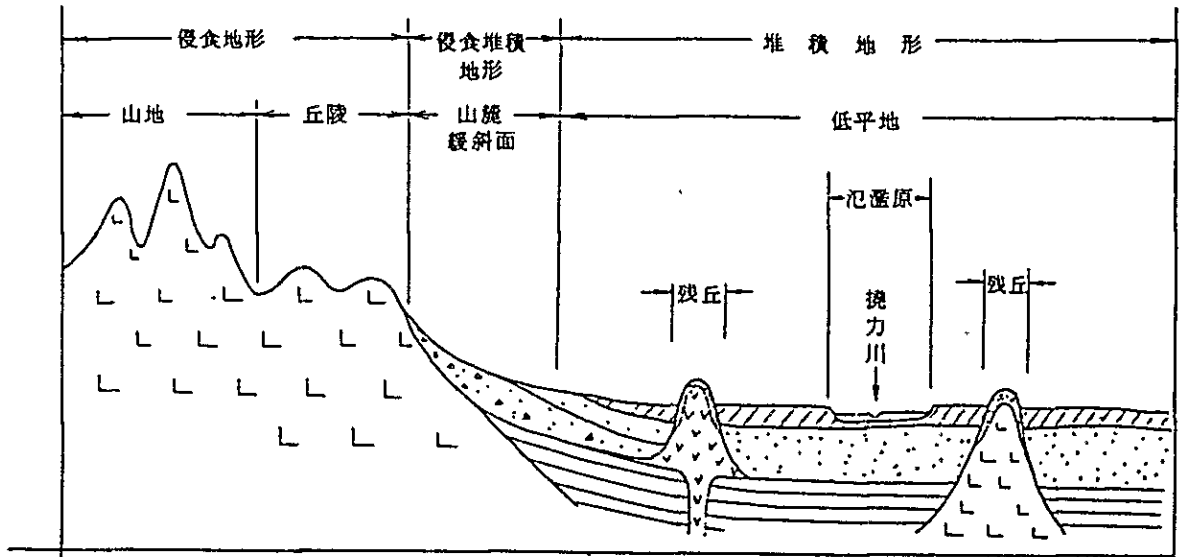 侵食地形
侵食堆積
地形
堆積地形
山地
丘陵
山麓
緩斜面
低平地
氾濫原
残丘
撓力川
残丘